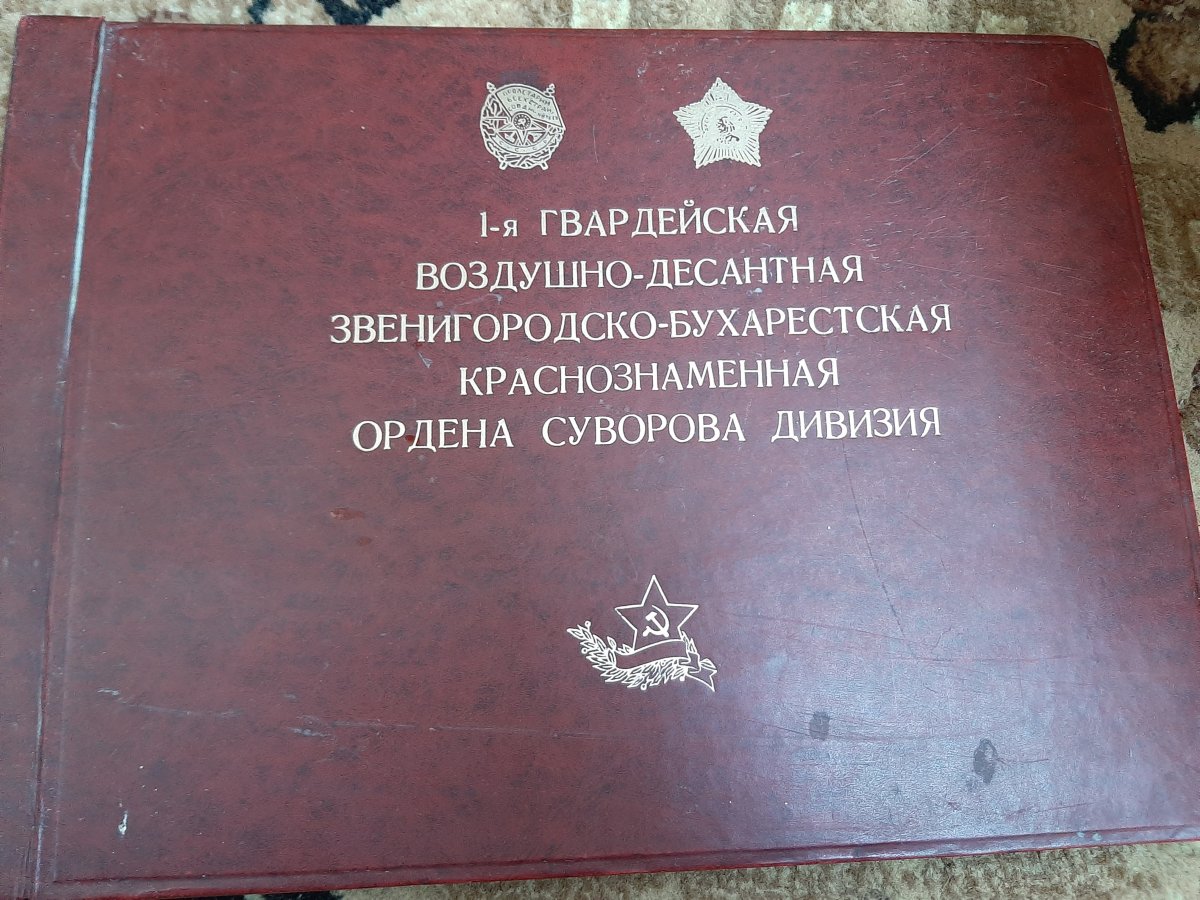 1-я ГВАРДЕЙСКАЯ
ВОЗДУШНО-ДЕСАНТНАЯ
ЗВЕНИГОРОДСКО-БУХАРЕСТСКАЯ
КРАСНОЗНАМЕННАЯ
ОРДЕНА СУВОРОВА ДИВИЗИЯ